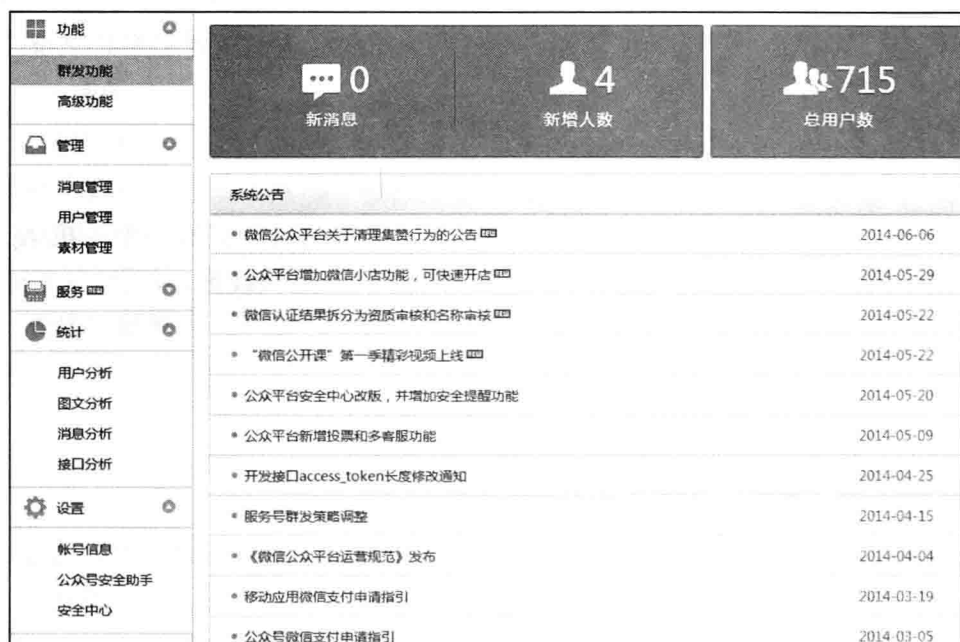 功能
群发功能
高级功能
管理
消息管理
用户管理
素材管理
服务
统计
用户分析
图文分析
消息分析
接口分析
设置
帐号信息
公众号安全助手
安全中心
0
新消息
4
新增人数
715
总用户数
系统公告
微信公众平台关于清理集赞行为的公告 2014-06-06
公众平台增加微信小店功能，可快速开店 2014-05-29
微信认证结果拆分为资质审核和名称审核 2014-05-22
“微信公开课”第一季精彩视频上线 2014-05-22
公众平台安全中心改版，并增加安全提醒功能 2014-05-20
公众平台新增投票和多客服功能 2014-05-09
开发接口access_token长度修改通知 2014-04-25
服务号群发策略调整 2014-04-15
《微信公众平台运营规范》发布 2014-04-04
移动应用微信支付申请指引 2014-03-19
公众号微信支付申请指引 2014-03-05